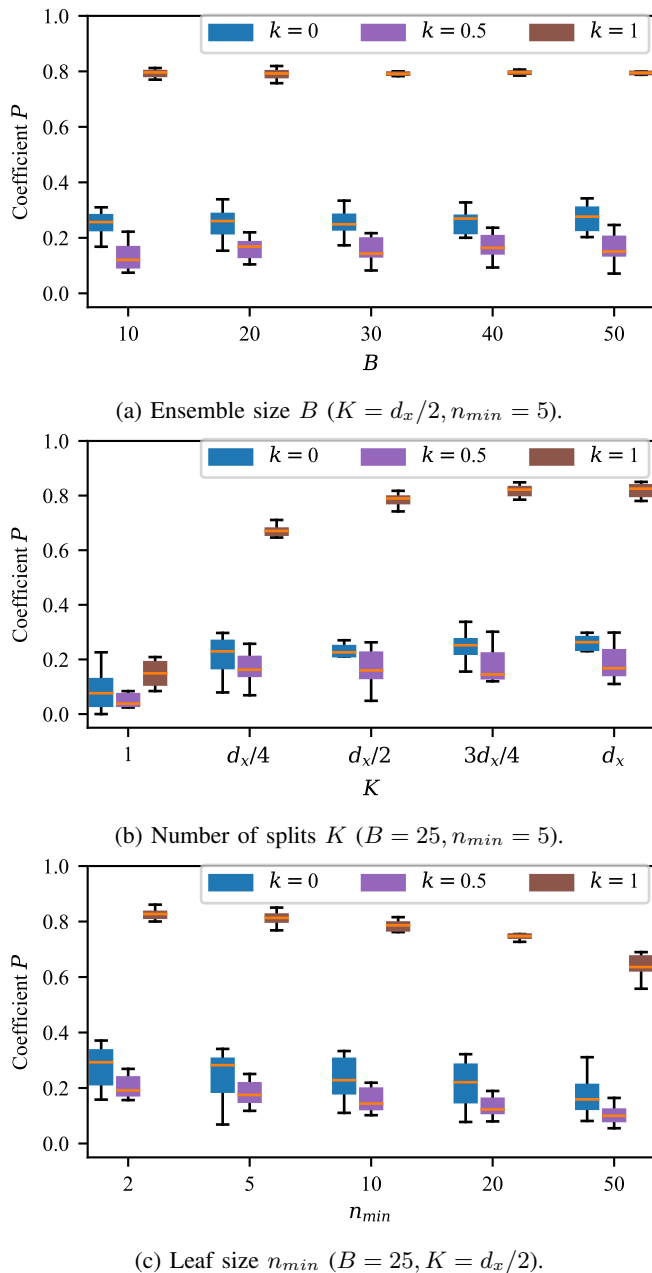 1.0
k = 0 k = 0.5 k = 1
0.8
0.6
0.4
0.2
0.0
Coefficient P
10 20 30 40 50
B
(a) Ensemble size B (K = d_x/2, n_min = 5).
1.0
k = 0 k = 0.5 k = 1
0.8
0.6
0.4
0.2
0.0
Coefficient P
1 d_x/4 d_x/2 3d_x/4 d_x
K
(b) Number of splits K (B = 25, n_min = 5).
1.0
k = 0 k = 0.5 k = 1
0.8
0.6
0.4
0.2
0.0
Coefficient P
2 5 10 20 50
n_min
(c) Leaf size n_min (B = 25, K = d_x/2).